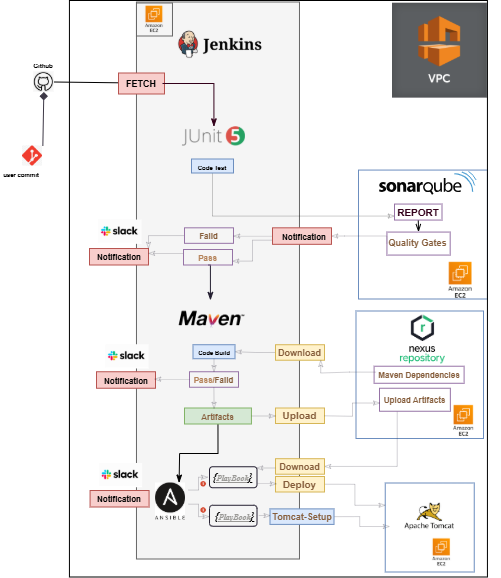 Amazon
EC2
Jenkins
VPC
Github
FETCH
JUnit 5
user commit
Code Test
sonarqube
REPORT
slack
Faild
Notification
Quality Gates
Notification
Pass
Amazon
EC2
Maven
nexus
repository
slack
Code Build
Download
Maven Dependencies
Notification
Pass/Faild
Upload Artifacts
Artifacts
Upload
Amazon
EC2
slack
{PlayBook}
Downoad
Deploy
Notification
ANSIBLE
{PlayBook}
Tomcat-Setup
Apache Tomcat
Amazon
EC2